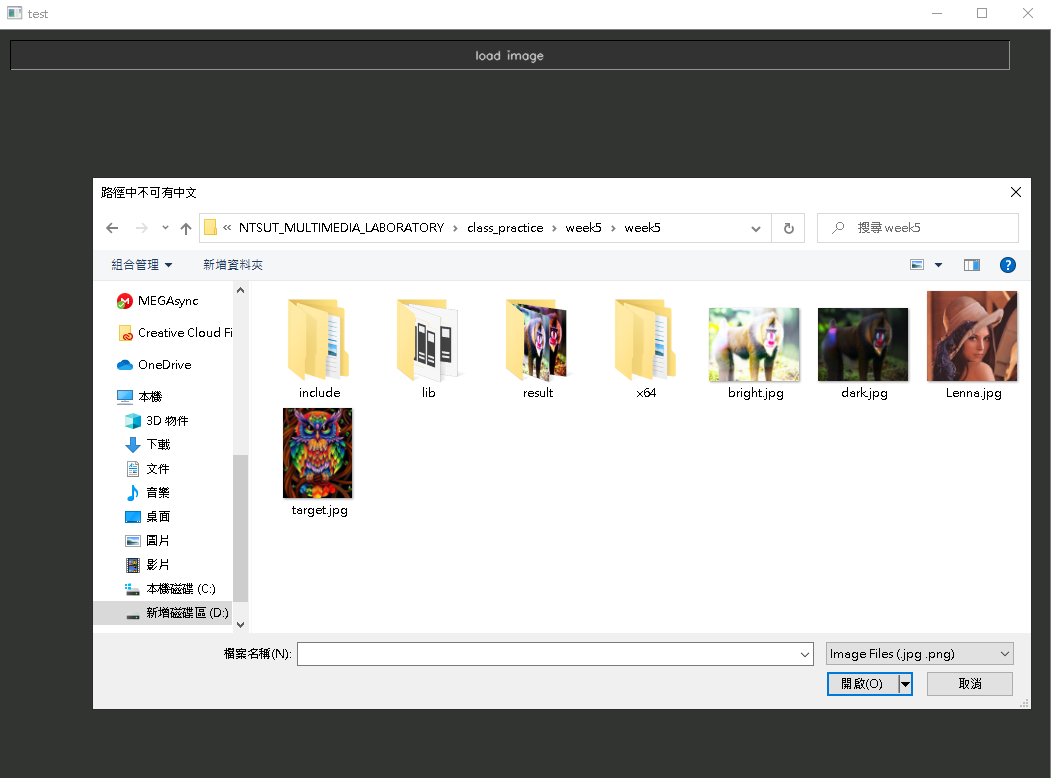 test
load image
路徑中不可有中文
« NTSUT_MULTIMEDIA_LABORATORY › class_practice › week5 › week5
搜尋 week5
組合管理 新增資料夾
MEGAsync
Creative Cloud Fi
OneDrive
本機
3D 物件
下載
文件
音樂
桌面
圖片
影片
本機磁碟 (C:)
新增磁碟區 (D:)
include lib result x64 bright.jpg dark.jpg Lenna.jpg
target.jpg
檔案名稱(N): Image Files (.jpg .png)
開啟(O) 取消